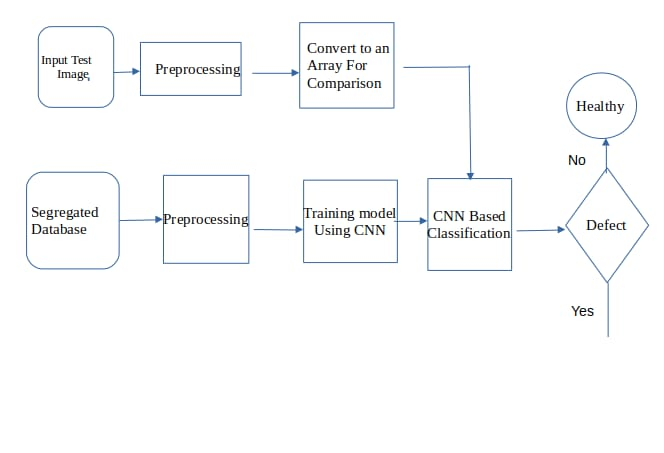 Input Test
Image,
Preprocessing
Convert to an
Array For
Comparison
Healthy
No
Segregated
Database
Preprocessing
Training model
Using CNN
CNN Based
Classification
Defect
Yes